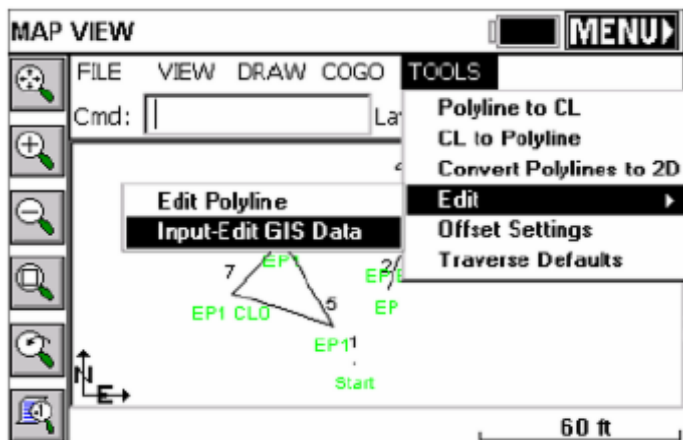 MAP VIEW MENU
FILE VIEW DRAW COGO TOOLS
Cmd:
Polyline to CL
CL to Polyline
Convert Polylines to 2D
Edit
Offset Settings
Traverse Defaults
Edit Polyline
Input-Edit GIS Data
EP1
7
EP1 CLO
5
EP1
1
Start
2
EP
N
E
60 ft